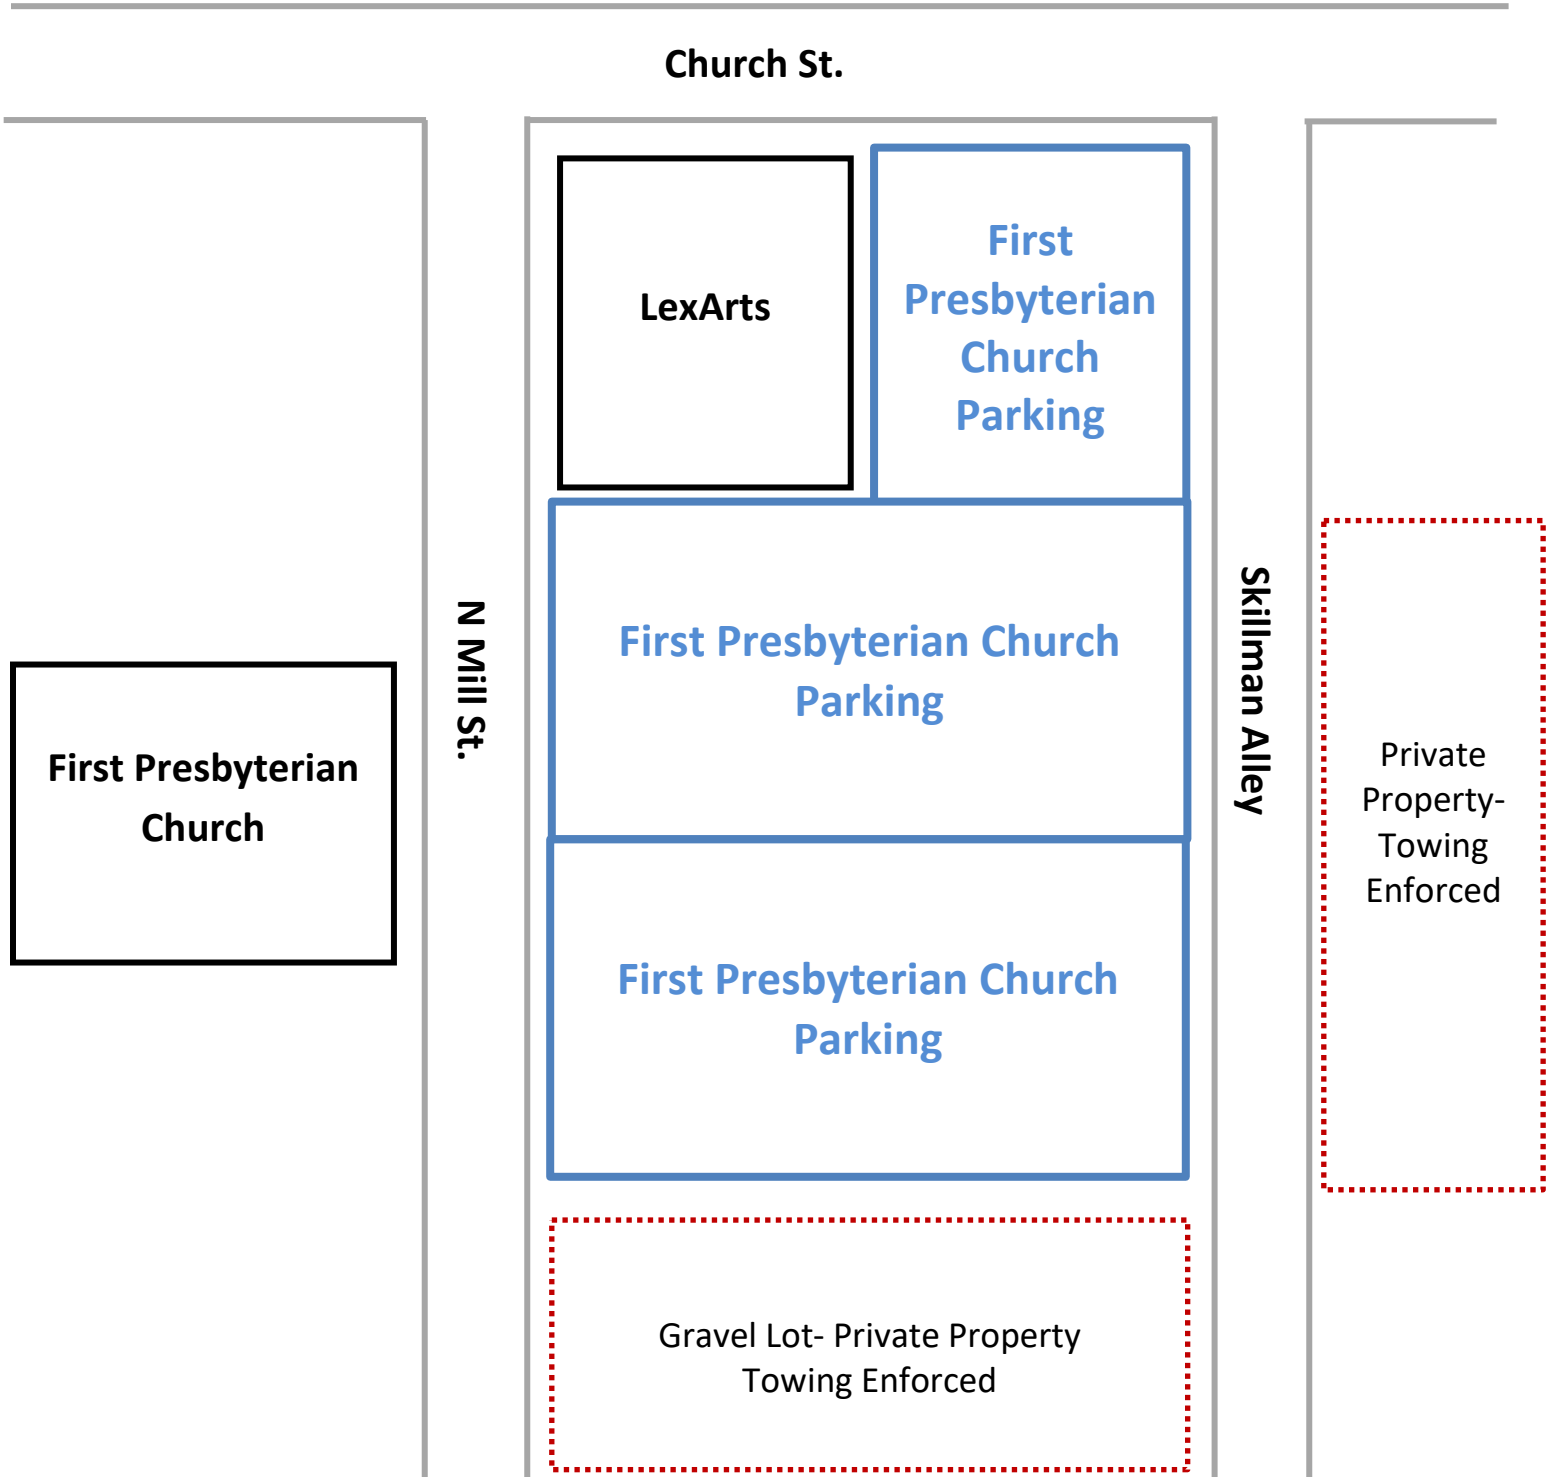 Church St.
LexArts
First
Presbyterian
Church
Parking
N Mill St.
First Presbyterian Church
Parking
Skillman Alley
First Presbyterian
Church
Private
Property-
Towing
Enforced
First Presbyterian Church
Parking
Gravel Lot- Private Property
Towing Enforced